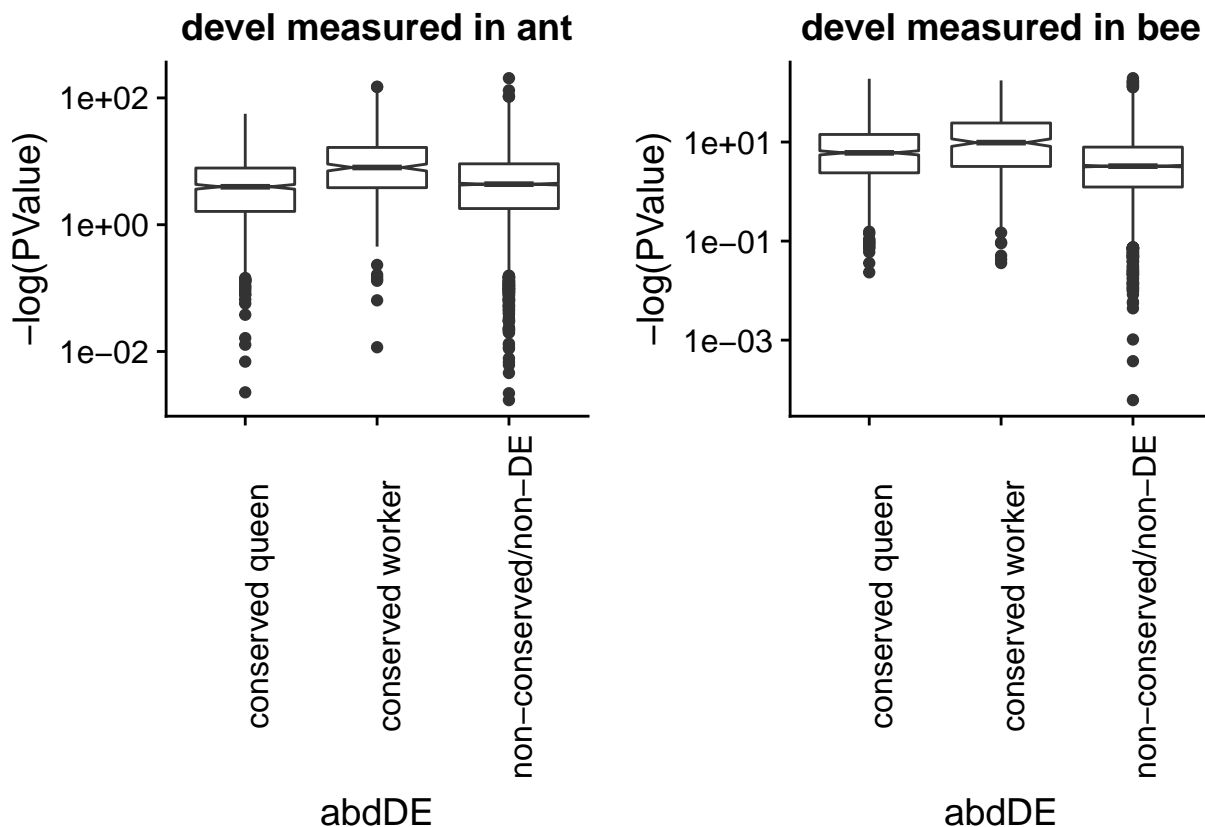 devel measured in ant
−log(PValue)
1e+02
1e+00
1e−02
conserved queen
conserved worker
non−conserved/non−DE
abdDE
devel measured in bee
−log(PValue)
1e+01
1e−01
1e−03
conserved queen
conserved worker
non−conserved/non−DE
abdDE